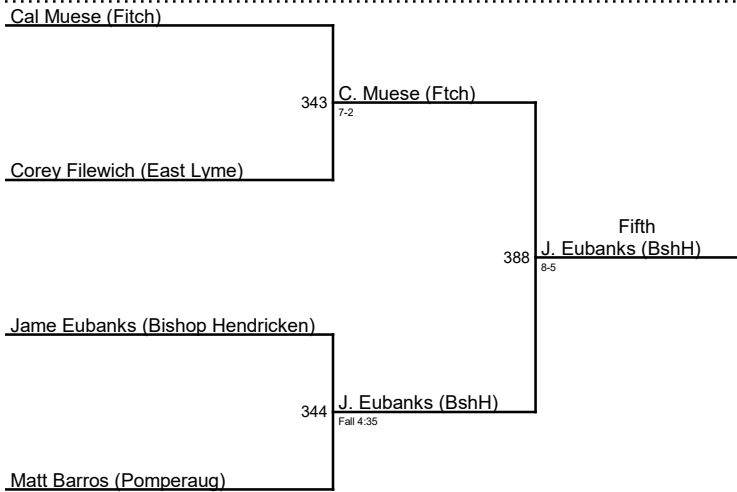 Cal Muese (Fitch)
343
C. Muese (Ftch)
7-2
Corey Filewich (East Lyme)
Fifth
388
J. Eubanks (BshH)
8-5
Jame Eubanks (Bishop Hendricken)
344
J. Eubanks (BshH)
Fall 4:35
Matt Barros (Pomperaug)